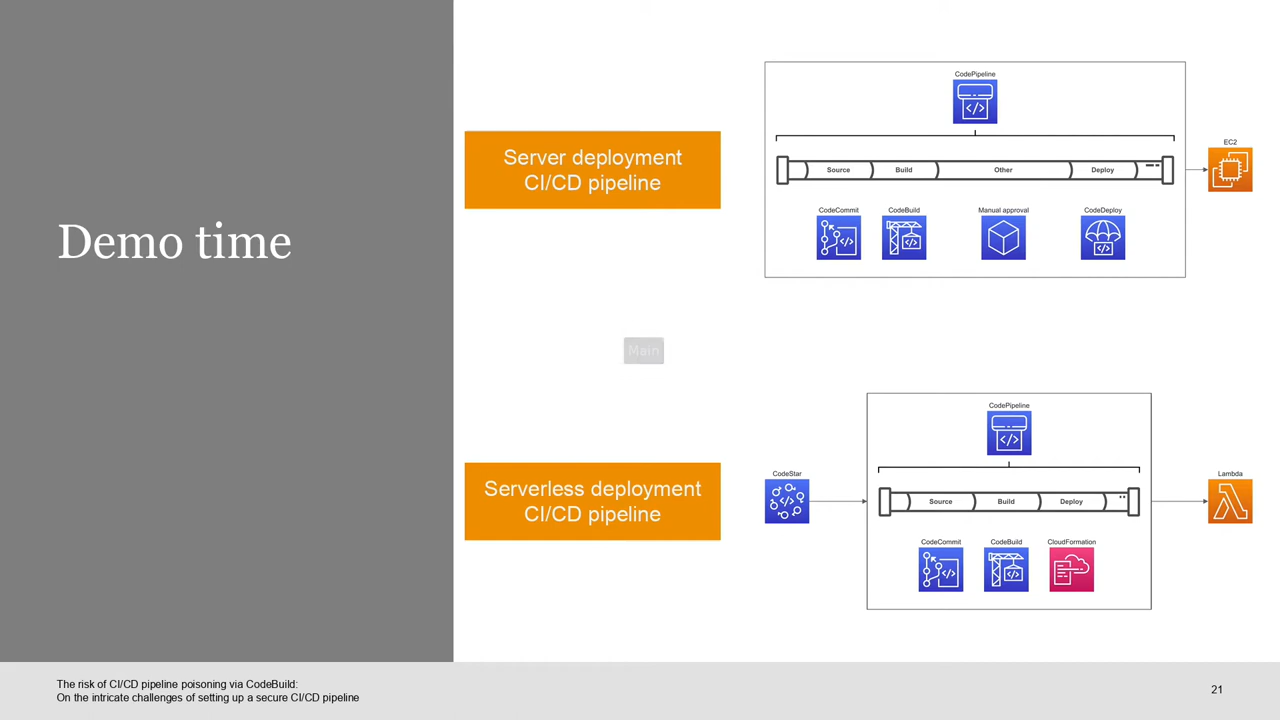 Demo time
Server deployment
CI/CD pipeline
CodePipeline
Source
Build
Other
Deploy
CodeCommit
CodeBuild
Manual approval
CodeDeploy
EC2
Main
Serverless deployment
CI/CD pipeline
CodeStar
CodePipeline
Source
Build
Deploy
CodeCommit
CodeBuild
CloudFormation
Lambda
The risk of CI/CD pipeline poisoning via CodeBuild:
On the intricate challenges of setting up a secure CI/CD pipeline
21